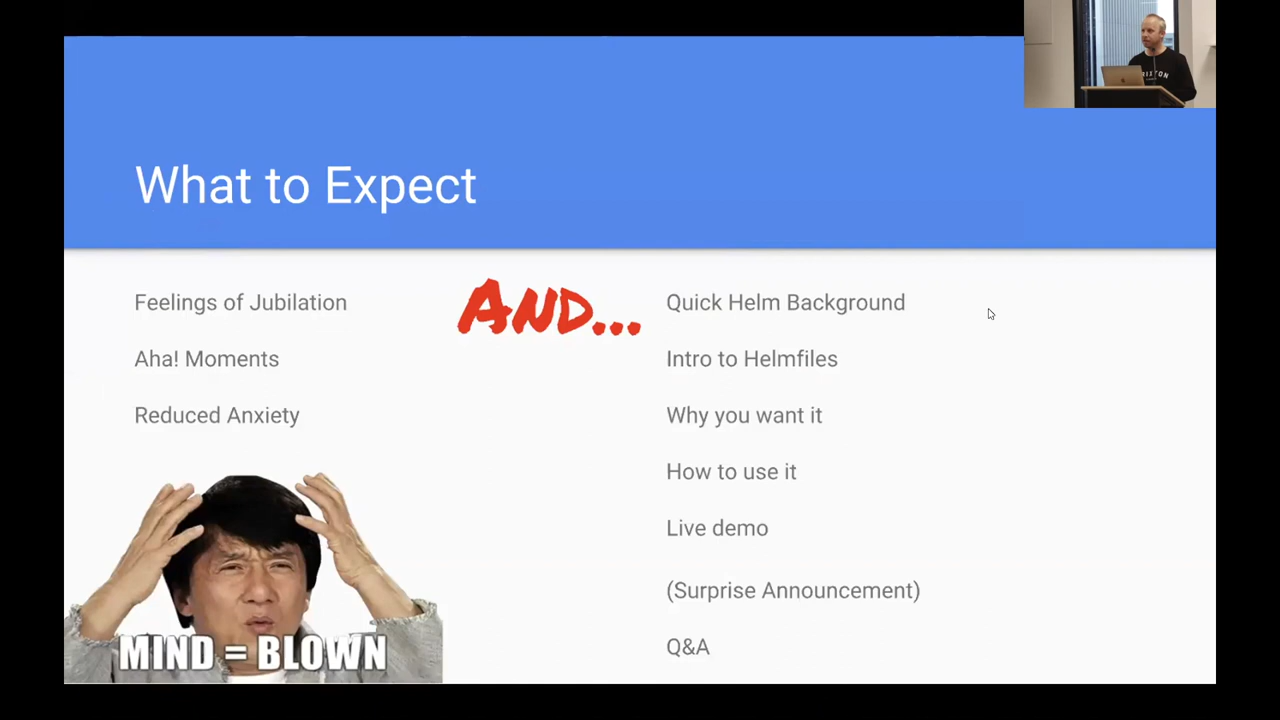 What to Expect
Feelings of Jubilation
Aha! Moments
Reduced Anxiety
AND...
Quick Helm Background
Intro to Helmfiles
Why you want it
How to use it
Live demo
(Surprise Announcement)
Q&A
MIND = BLOWN